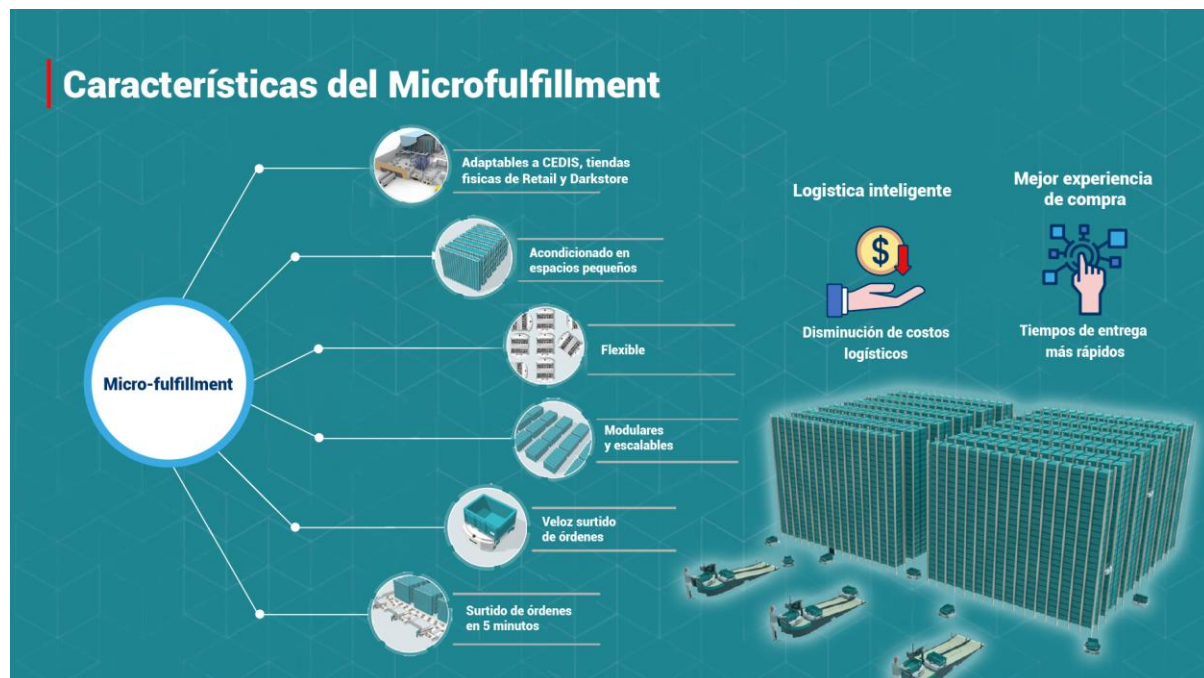 Características del Microfulfillment
Micro-fulfillment
Adaptables a CEDIS, tiendas
fisicas de Retail y Darkstore
Acondicionado en
espacios pequeños
Flexible
Modulares
y escalables
Veloz surtido
de órdenes
Surtido de órdenes
en 5 minutos
Logistica inteligente
$
Disminución de costos
logísticos
Mejor experiencia
de compra
Tiempos de entrega
más rápidos